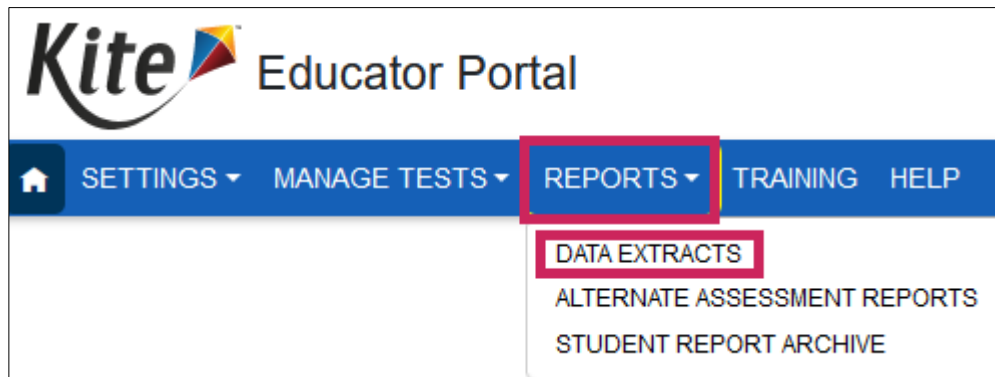 Kite Educator Portal
SETTINGS MANAGE TESTS REPORTS TRAINING HELP
DATA EXTRACTS
ALTERNATE ASSESSMENT REPORTS
STUDENT REPORT ARCHIVE